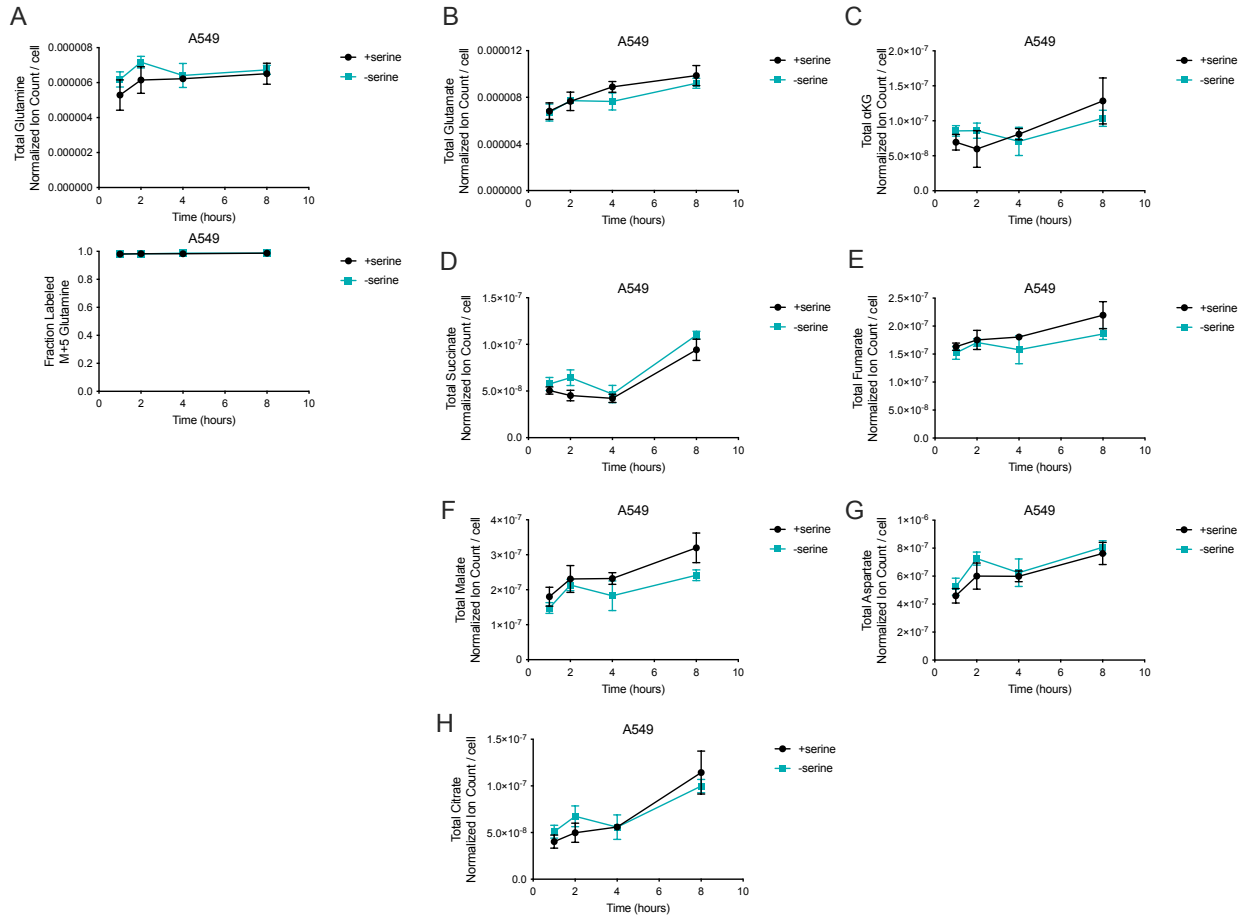 A
A549
Total Glutamine
Normalized Ion Count / cell
0.000008
0.000006
0.000004
0.000002
0.000000
0 2 4 6 8 10
Time (hours)
+serine
-serine
A549
Fraction Labeled
M+5 Glutamine
1.0
0.8
0.6
0.4
0.2
0.0
0 2 4 6 8 10
Time (hours)
+serine
-serine
B
A549
Total Glutamate
Normalized Ion Count / cell
0.000012
0.000008
0.000004
0.000000
0 2 4 6 8 10
Time (hours)
+serine
-serine
C
A549
Total αKG
Normalized Ion Count / cell
2.0×10⁻⁷
1.5×10⁻⁷
1.0×10⁻⁷
5.0×10⁻⁸
0.0
0 2 4 6 8 10
Time (hours)
+serine
-serine
D
A549
Total Succinate
Normalized Ion Count / cell
1.5×10⁻⁷
1.0×10⁻⁷
5.0×10⁻⁸
0.0
0 2 4 6 8 10
Time (hours)
+serine
-serine
E
A549
Total Fumarate
Normalized Ion Count / cell
2.5×10⁻⁷
2.0×10⁻⁷
1.5×10⁻⁷
1.0×10⁻⁷
5.0×10⁻⁸
0.0
0 2 4 6 8 10
Time (hours)
+serine
-serine
F
A549
Total Malate
Normalized Ion Count / cell
4×10⁻⁷
3×10⁻⁷
2×10⁻⁷
1×10⁻⁷
0
0 2 4 6 8 10
Time (hours)
+serine
-serine
G
A549
Total Aspartate
Normalized Ion Count / cell
1×10⁻⁶
8×10⁻⁷
6×10⁻⁷
4×10⁻⁷
2×10⁻⁷
0
0 2 4 6 8 10
Time (hours)
+serine
-serine
H
A549
Total Citrate
Normalized Ion Count / cell
1.5×10⁻⁷
1.0×10⁻⁷
5.0×10⁻⁸
0.0
0 2 4 6 8 10
Time (hours)
+serine
-serine